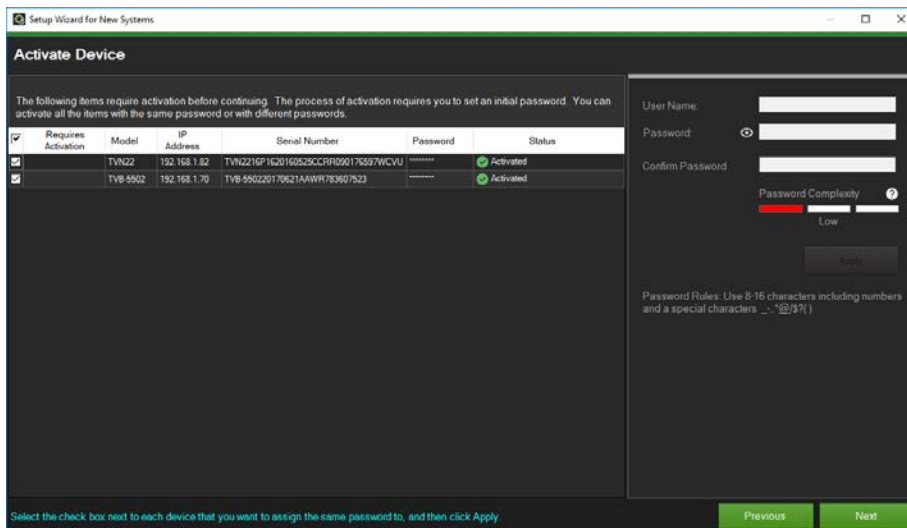 Setup Wizard for New Systems
Activate Device
The following items require activation before continuing. The process of activation requires you to set an initial password. You can
activate all the items with the same password or with different passwords.
Requires Activation Model IP Address Serial Number Password Status
TVN22 192.168.1.82 TVN2216P1620160525CCRR090176597WCVU ******** Activated
TVB-5502 192.168.1.70 TVB-550220170621AAWR783607523 ******** Activated
User Name:
Password:
Confirm Password
Password Complexity ?
Low
Apply
Password Rules: Use 8-16 characters including numbers
and a special characters _-,.*@/$?( )
Select the check box next to each device that you want to assign the same password to, and then click Apply.
Previous
Next